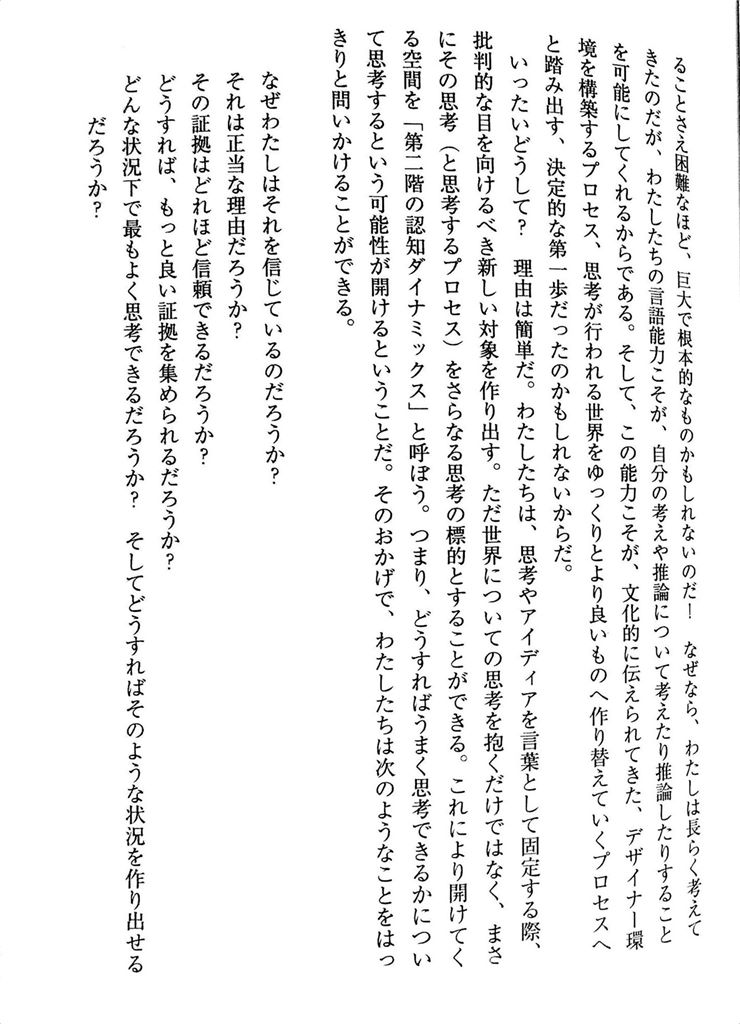 ることさえ困難なほど、巨大で根本的なものかもしれないのだ！　なぜなら、わたしは長らく考えて
きたのだが、わたしたちの言語能力こそが、自分の考えや推論について考えたり推論したりすること
を可能にしてくれるからである。そして、この能力こそが、文化的に伝えられてきた、デザイナー環
境を構築するプロセス、思考が行われる世界をゆっくりとより良いものへ作り替えていくプロセスへ
と踏み出す、決定的な第一歩だったのかもしれないからだ。
いったいどうして？　理由は簡単だ。わたしたちは、思考やアイディアを言葉として固定する際、
批判的な目を向けるべき新しい対象を作り出す。ただ世界についての思考を抱くだけではなく、まさ
にその思考（と思考するプロセス）をさらなる思考の標的とすることができる。これにより開けてく
る空間を「第二階の認知ダイナミックス」と呼ぼう。つまり、どうすればうまく思考できるかについ
て思考するという可能性が開けるということだ。そのおかげで、わたしたちは次のようなことをはっ
きりと問いかけることができる。
なぜわたしはそれを信じているのだろうか？
それは正当な理由だろうか？
その証拠はどれほど信頼できるだろうか？
どうすれば、もっと良い証拠を集められるだろうか？
どんな状況下で最もよく思考できるだろうか？　そしてどうすればそのような状況を作り出せる
だろうか？